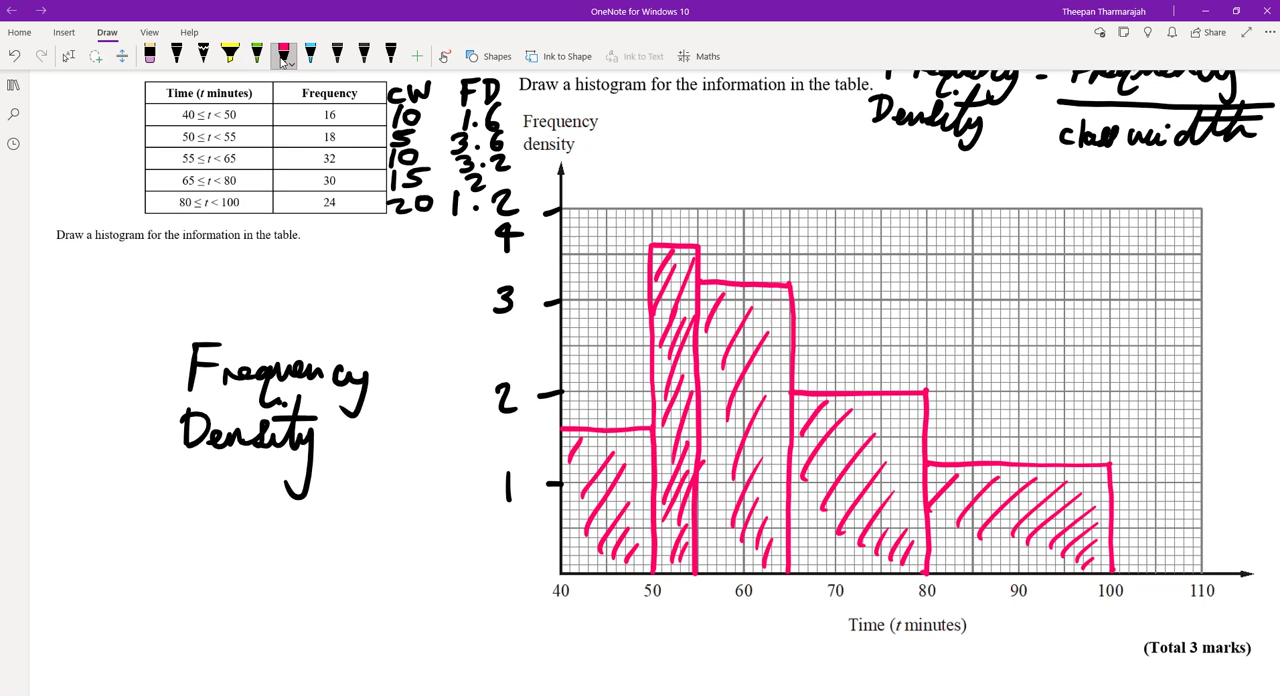 OneNote for Windows 10
Theepan Tharmarajah
Home Insert Draw View Help
Share
Shapes Ink to Shape Ink to Text Maths
Time (t minutes) Frequency CW FD
40 ≤ t < 50 16 10 1.6
50 ≤ t < 55 18 5 3.6
55 ≤ t < 65 32 10 3.2
65 ≤ t < 80 30 15 2
80 ≤ t < 100 24 20 1.2
Draw a histogram for the information in the table.
Frequency
Density
Draw a histogram for the information in the table.
Frequency = Frequency
Density class width
Frequency
density
4
3
2
1
40 50 60 70 80 90 100 110
Time (t minutes)
(Total 3 marks)